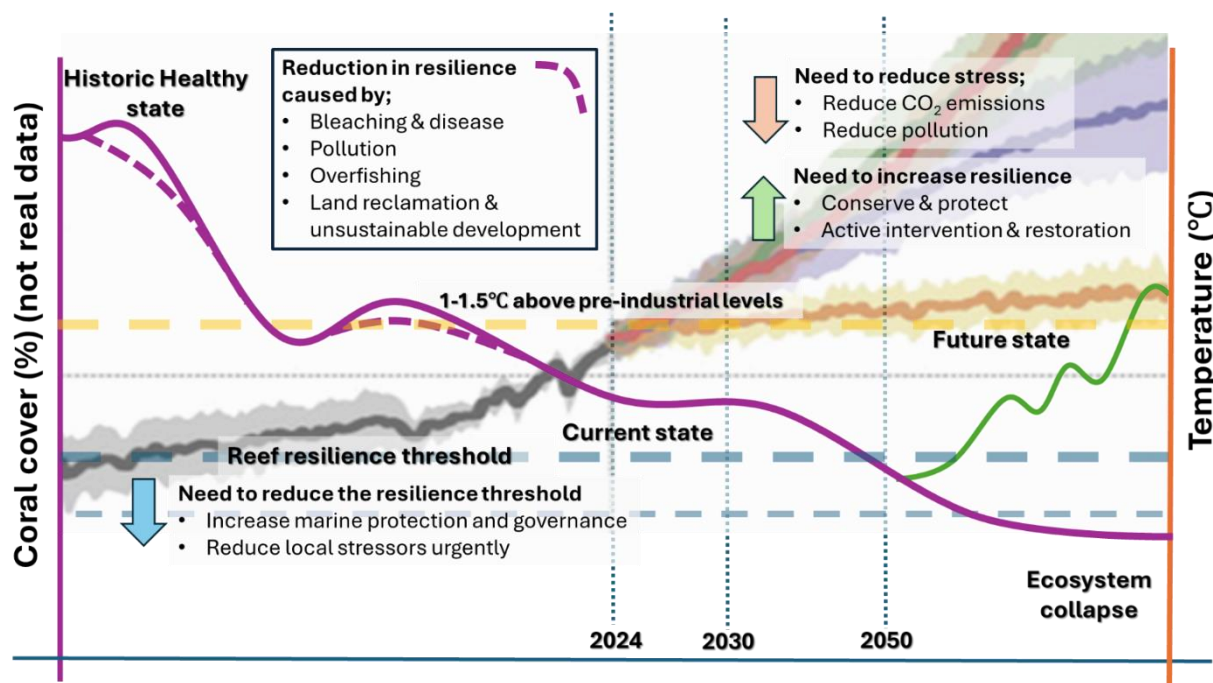 Coral cover (%) (not real data)
Historic Healthy
state
Reduction in resilience
caused by;
• Bleaching & disease
• Pollution
• Overfishing
• Land reclamation &
unsustainable development
Need to reduce stress;
• Reduce CO₂ emissions
• Reduce pollution
Need to increase resilience
• Conserve & protect
• Active intervention & restoration
1-1.5℃ above pre-industrial levels
Future state
Current state
Reef resilience threshold
Need to reduce the resilience threshold
• Increase marine protection and governance
• Reduce local stressors urgently
Ecosystem
collapse
2024
2030
2050
Temperature (℃)